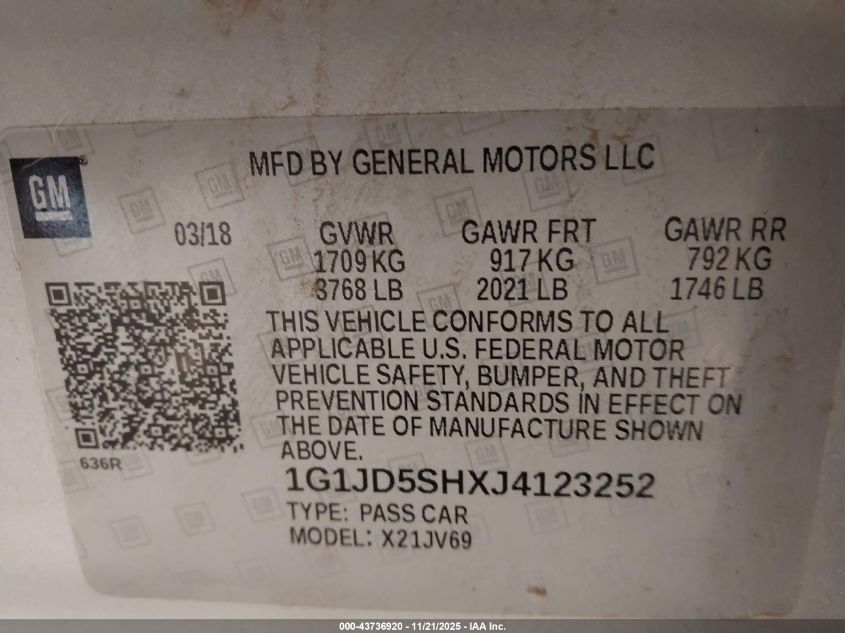 GM
MFD BY GENERAL MOTORS LLC
03/18 GVWR GAWR FRT GAWR RR
1709 KG 917 KG 792 KG
3768 LB 2021 LB 1746 LB
THIS VEHICLE CONFORMS TO ALL
APPLICABLE U.S. FEDERAL MOTOR
VEHICLE SAFETY, BUMPER, AND THEFT
PREVENTION STANDARDS IN EFFECT ON
THE DATE OF MANUFACTURE SHOWN
ABOVE.
636R
1G1JD5SHXJ4123252
TYPE: PASS CAR
MODEL: X21JV69
000-43736920 - 11/21/2025 - IAA Inc.